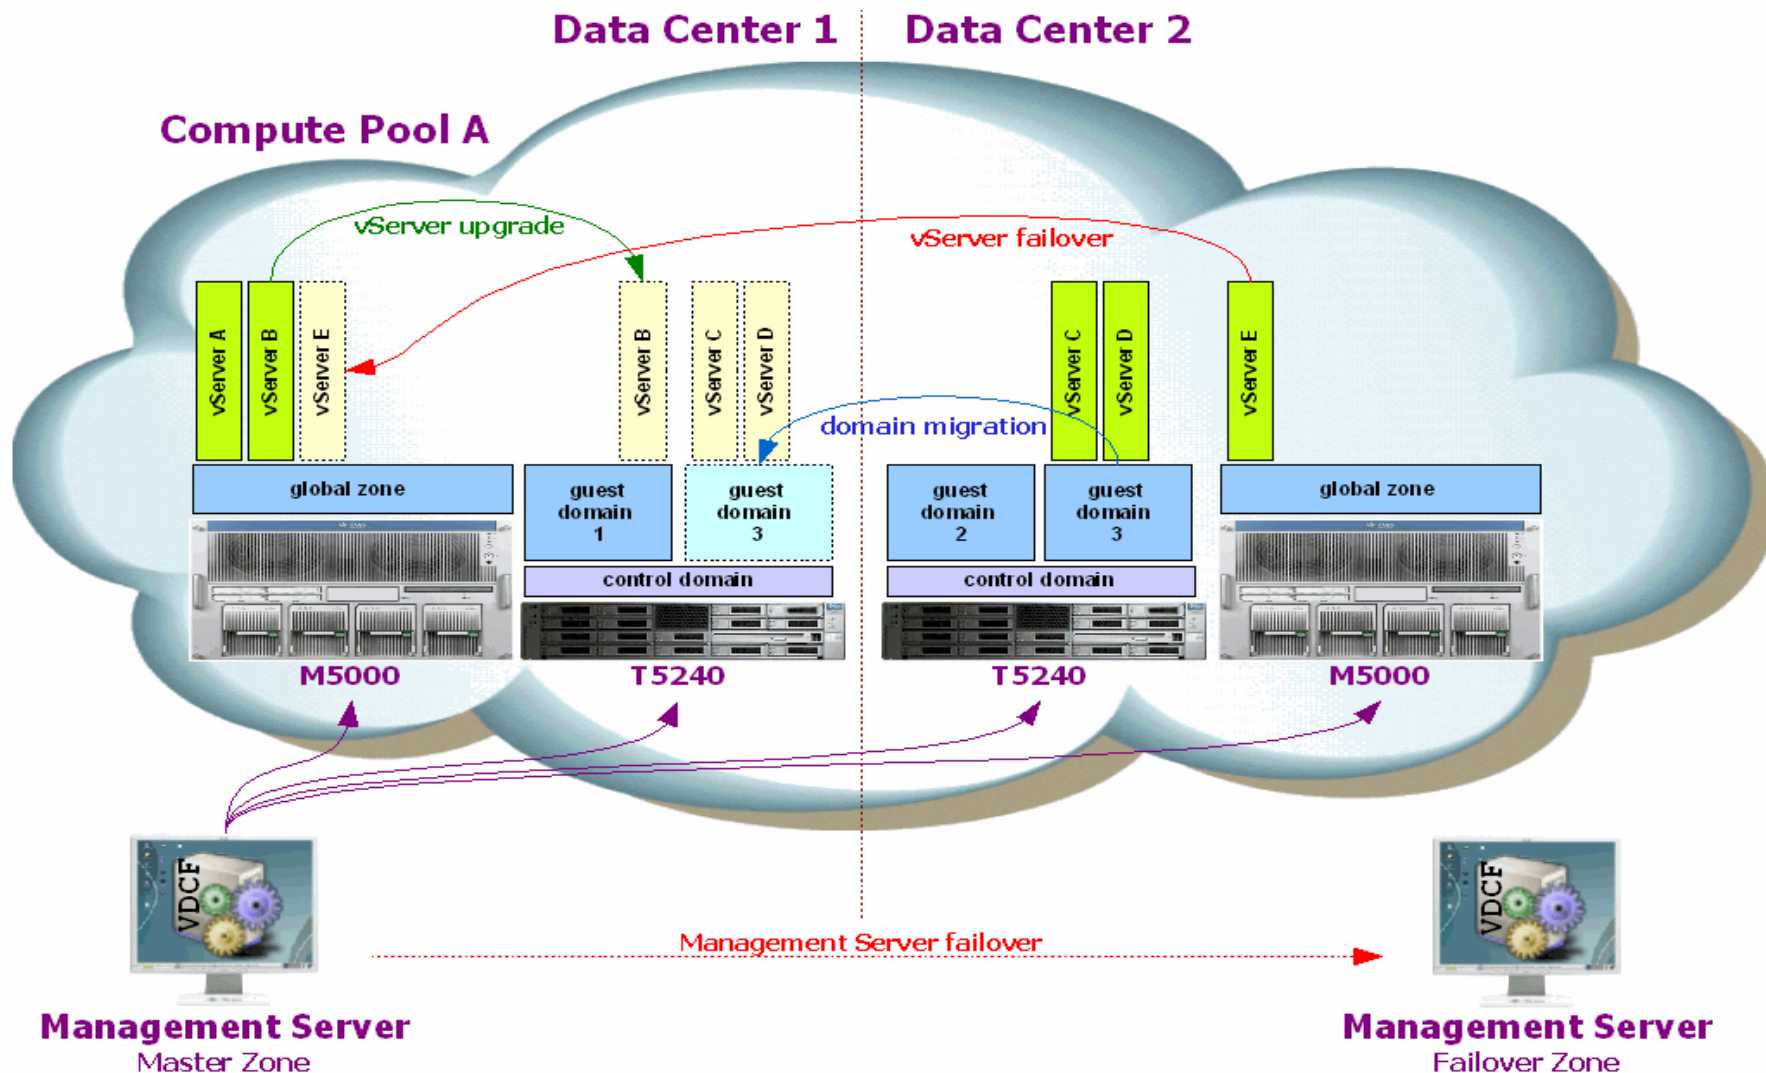 Data Center 1
Data Center 2
Compute Pool A
vServer upgrade
vServer failover
vServer A
vServer B
vServer E
vServer B
vServer C
vServer D
vServer C
vServer D
vServer E
domain migration
global zone
guest
domain
1
guest
domain
3
guest
domain
2
guest
domain
3
global zone
control domain
control domain
M5000
T5240
T5240
M5000
VDCF
VDCF
Management Server failover
Management Server
Master Zone
Management Server
Failover Zone